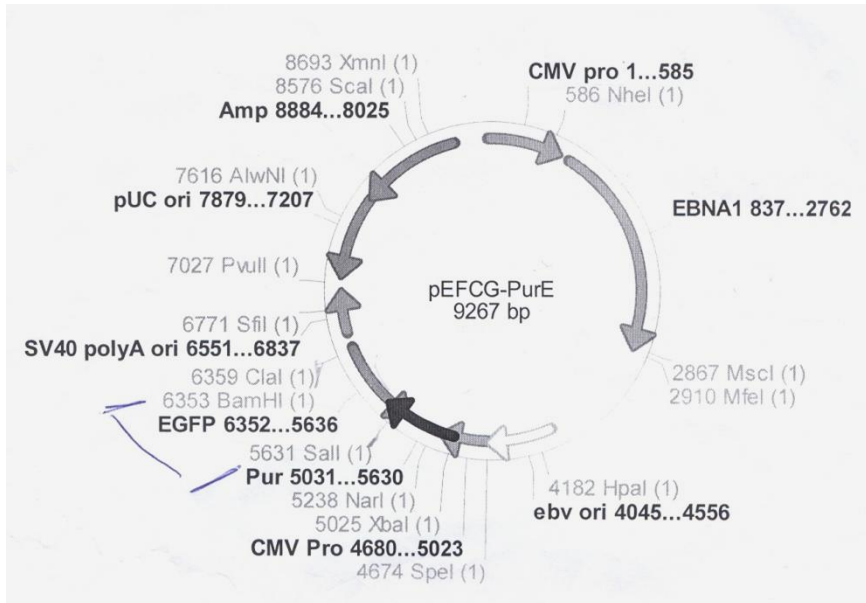 8693 XmnI (1)
8576 ScaI (1)
Amp 8884...8025
7616 AlwNI (1)
pUC ori 7879...7207
7027 PvuII (1)
6771 SfiI (1)
SV40 polyA ori 6551...6837
6359 ClaI (1)
6353 BamHI (1)
EGFP 6352...5636
5631 SalI (1)
Pur 5031...5630
5238 NarI (1)
5025 XbaI (1)
CMV Pro 4680...5023
4674 SpeI (1)
pEFCG-PurE
9267 bp
CMV pro 1...585
586 NheI (1)
EBNA1 837...2762
2867 MscI (1)
2910 MfeI (1)
4182 HpaI (1)
ebv ori 4045...4556